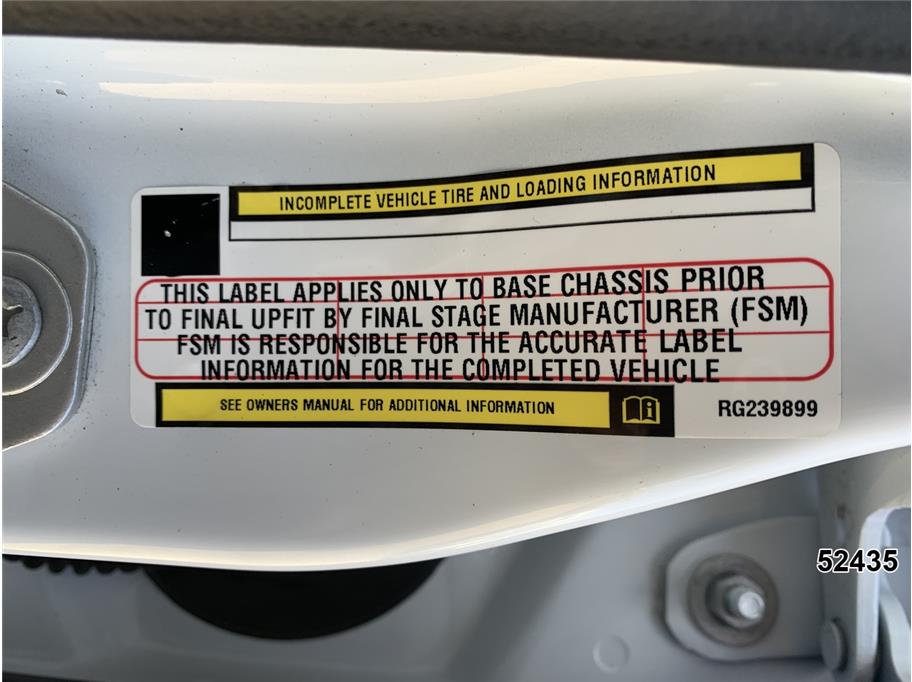 INCOMPLETE VEHICLE TIRE AND LOADING INFORMATION
THIS LABEL APPLIES ONLY TO BASE CHASSIS PRIOR
TO FINAL UPFIT BY FINAL STAGE MANUFACTURER (FSM)
FSM IS RESPONSIBLE FOR THE ACCURATE LABEL
INFORMATION FOR THE COMPLETED VEHICLE
SEE OWNERS MANUAL FOR ADDITIONAL INFORMATION
RG239899
52435